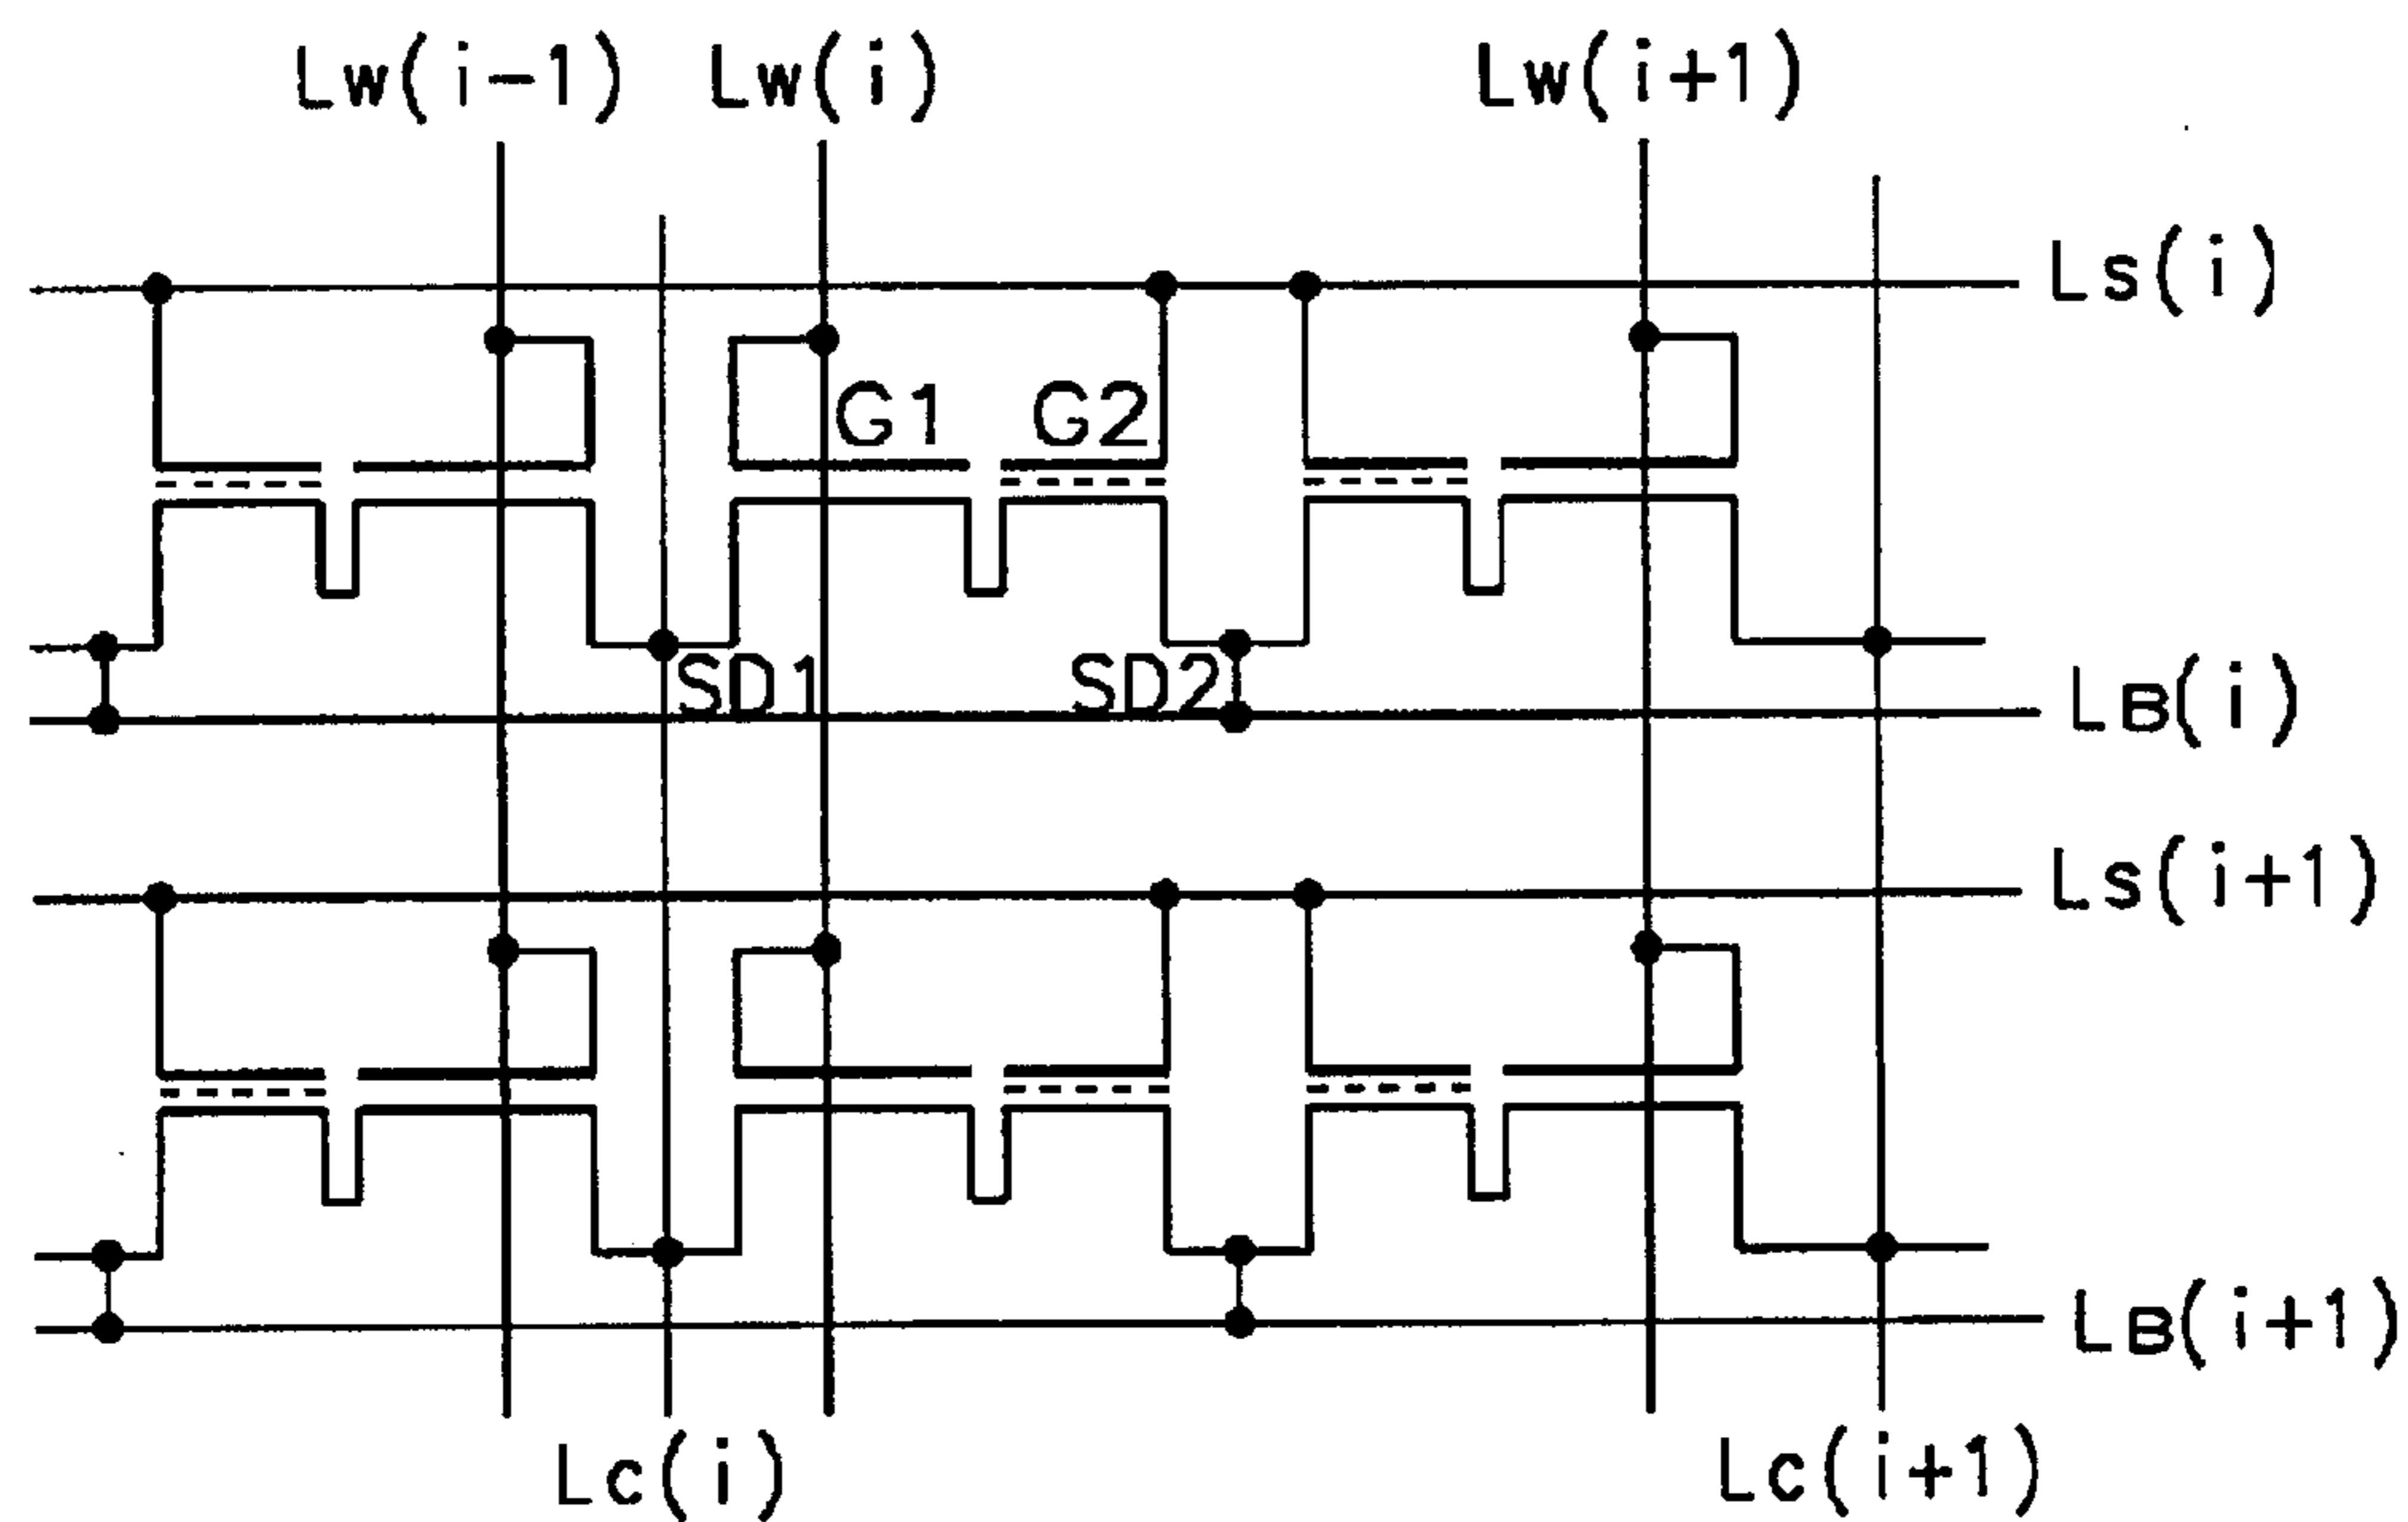 Lw(i-1) Lw(i) Lw(i+1)
Ls(i)
G1 G2
SD1 SD2
LB(i)
Ls(i+1)
LB(i+1)
Lc(i) Lc(i+1)